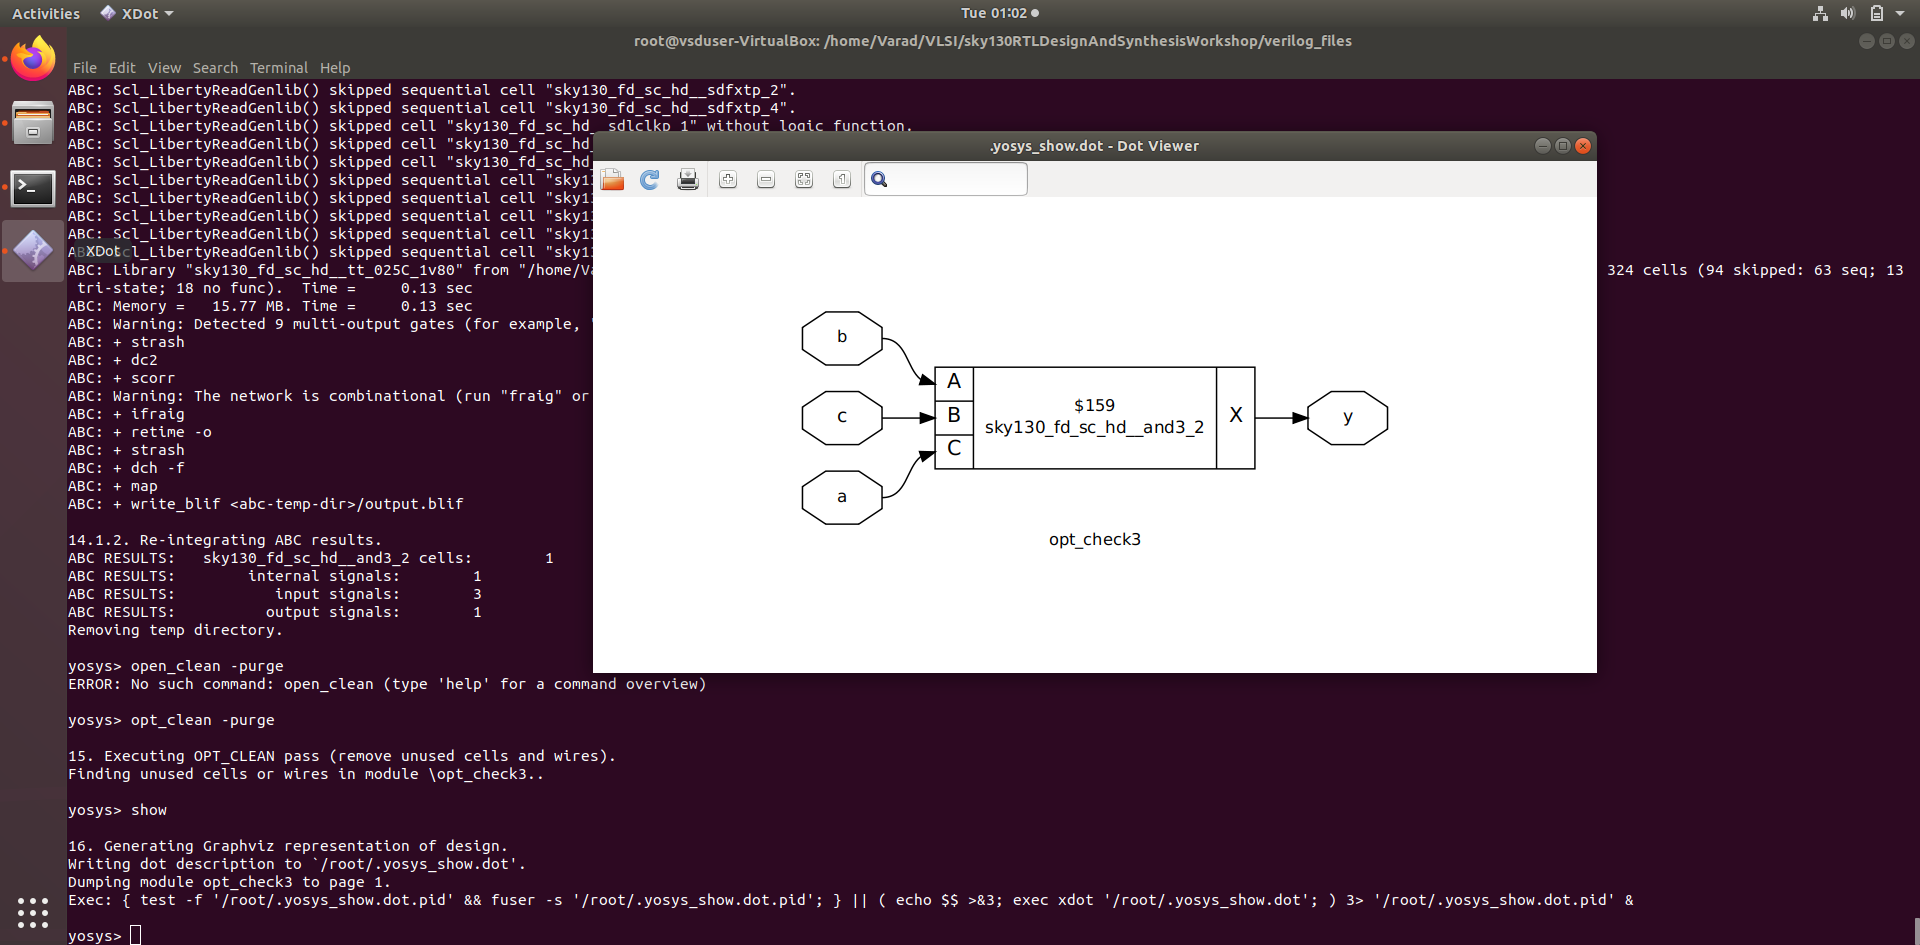 Activities
XDot
Tue 01:02
root@vsduser-VirtualBox: /home/Varad/VLSI/sky130RTLDesignAndSynthesisWorkshop/verilog_files
File Edit View Search Terminal Help
ABC: Scl_LibertyReadGenlib() skipped sequential cell "sky130_fd_sc_hd__sdfxtp_2".
ABC: Scl_LibertyReadGenlib() skipped sequential cell "sky130_fd_sc_hd__sdfxtp_4".
ABC: Scl_LibertyReadGenlib() skipped cell "sky130_fd_sc_hd__sdlclkp_1" without logic function.
ABC: Scl_LibertyReadGenlib() skipped cell "sky130_fd_sc_hd
ABC: Scl_LibertyReadGenlib() skipped cell "sky130_fd_sc_hd
ABC: Scl_LibertyReadGenlib() skipped sequential cell "sky1
ABC: Scl_LibertyReadGenlib() skipped sequential cell "sky1
ABC: Scl_LibertyReadGenlib() skipped sequential cell "sky1
ABC: Scl_LibertyReadGenlib() skipped sequential cell "sky1
XDot Scl_LibertyReadGenlib() skipped sequential cell "sky1
ABC: Library "sky130_fd_sc_hd__tt_025C_1v80" from "/home/Va 324 cells (94 skipped: 63 seq; 13
tri-state; 18 no func). Time = 0.13 sec
ABC: Memory = 15.77 MB. Time = 0.13 sec
ABC: Warning: Detected 9 multi-output gates (for example,
ABC: + strash
ABC: + dc2
ABC: + scorr
ABC: Warning: The network is combinational (run "fraig" or
ABC: + ifraig
ABC: + retime -o
ABC: + strash
ABC: + dch -f
ABC: + map
ABC: + write_blif <abc-temp-dir>/output.blif
14.1.2. Re-integrating ABC results.
ABC RESULTS: sky130_fd_sc_hd__and3_2 cells: 1
ABC RESULTS: internal signals: 1
ABC RESULTS: input signals: 3
ABC RESULTS: output signals: 1
Removing temp directory.
yosys> open_clean -purge
ERROR: No such command: open_clean (type 'help' for a command overview)
yosys> opt_clean -purge
15. Executing OPT_CLEAN pass (remove unused cells and wires).
Finding unused cells or wires in module \opt_check3..
yosys> show
16. Generating Graphviz representation of design.
Writing dot description to `/root/.yosys_show.dot'.
Dumping module opt_check3 to page 1.
Exec: { test -f '/root/.yosys_show.dot.pid' && fuser -s '/root/.yosys_show.dot.pid'; } || ( echo $$ >&3; exec xdot '/root/.yosys_show.dot'; ) 3> '/root/.yosys_show.dot.pid' &
yosys>
.yosys_show.dot - Dot Viewer
b
c
a
A
B
C
$159
sky130_fd_sc_hd__and3_2
X
y
opt_check3